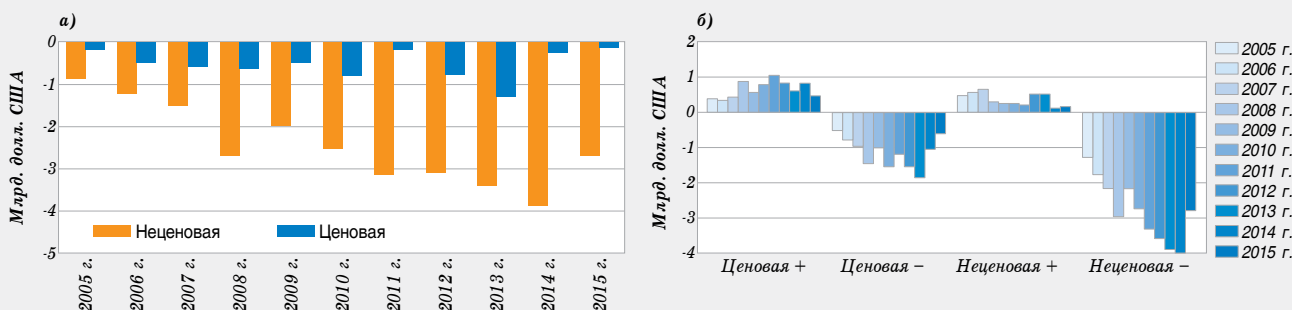 а)
Млрд. долл. США
0
-1
-2
-3
-4
-5
Неценовая
Ценовая
2005 г.
2006 г.
2007 г.
2008 г.
2009 г.
2010 г.
2011 г.
2012 г.
2013 г.
2014 г.
2015 г.
б)
Млрд. долл. США
2
1
0
-1
-2
-3
-4
Ценовая +
Ценовая –
Неценовая +
Неценовая –
2005 г.
2006 г.
2007 г.
2008 г.
2009 г.
2010 г.
2011 г.
2012 г.
2013 г.
2014 г.
2015 г.